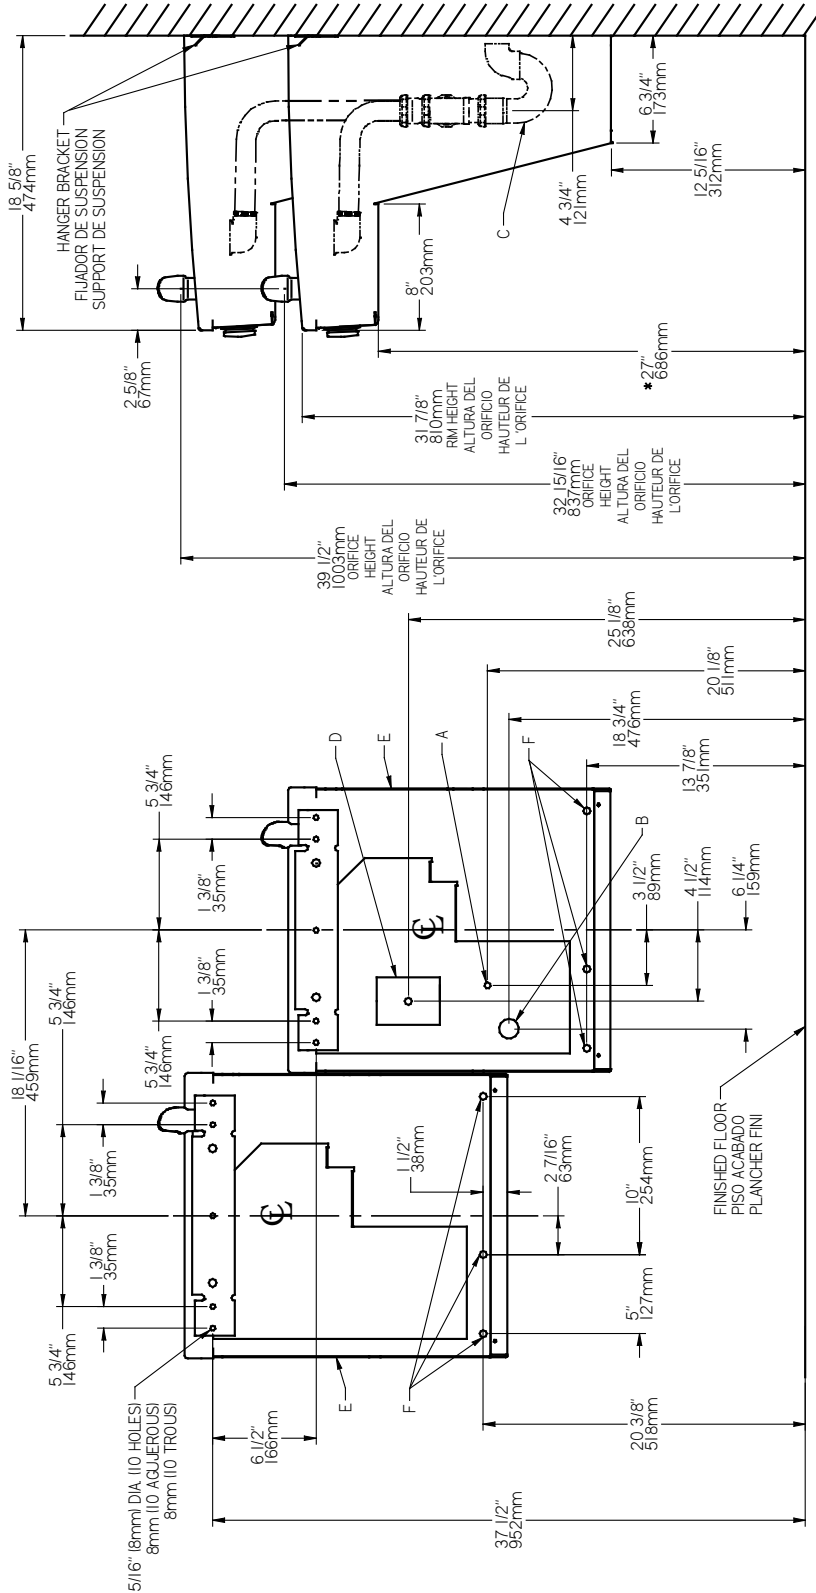 18 5/8"
474mm
HANGER BRACKET
FIJADOR DE SUSPENSION
SUPPORT DE SUSPENSION
2 5/8"
67mm
8"
203mm
C
4 3/4"
121mm
6 3/4"
173mm
12 5/16"
312mm
*27"
686mm
31 7/8"
810mm
RIM HEIGHT
ALTURA DEL
ORIFICIO
HAUTEUR DE
L'ORIFICE
32 15/16"
837mm
ORIFICE
HEIGHT
ALTURA DEL
ORIFICIO
HAUTEUR DE
L'ORIFICE
39 1/2"
1003mm
ORIFICE
HEIGHT
ALTURA DEL
ORIFICIO
HAUTEUR DE
L'ORIFICE
25 1/8"
638mm
20 1/8"
511mm
18 3/4"
476mm
13 7/8"
351mm
5 3/4"
146mm
1 3/8"
35mm
D
E
A
F
B
CL
3 1/2"
89mm
4 1/2"
114mm
6 1/4"
159mm
18 1/16"
459mm
5 3/4"
146mm
1 3/8"
35mm
5 3/4"
146mm
1 3/8"
35mm
CL
1 1/2"
38mm
2 7/16"
63mm
10"
254mm
5"
127mm
FINISHED FLOOR
PISO ACABADO
PLANCHER FINI
1 3/8"
35mm
5 3/4"
146mm
5/16" (8mm) DIA. (10 HOLES)
8mm (10 AGUJEROUS)
8mm (10 TROUS)
E
F
6 1/2"
166mm
20 3/8"
518mm
37 1/2"
952mm